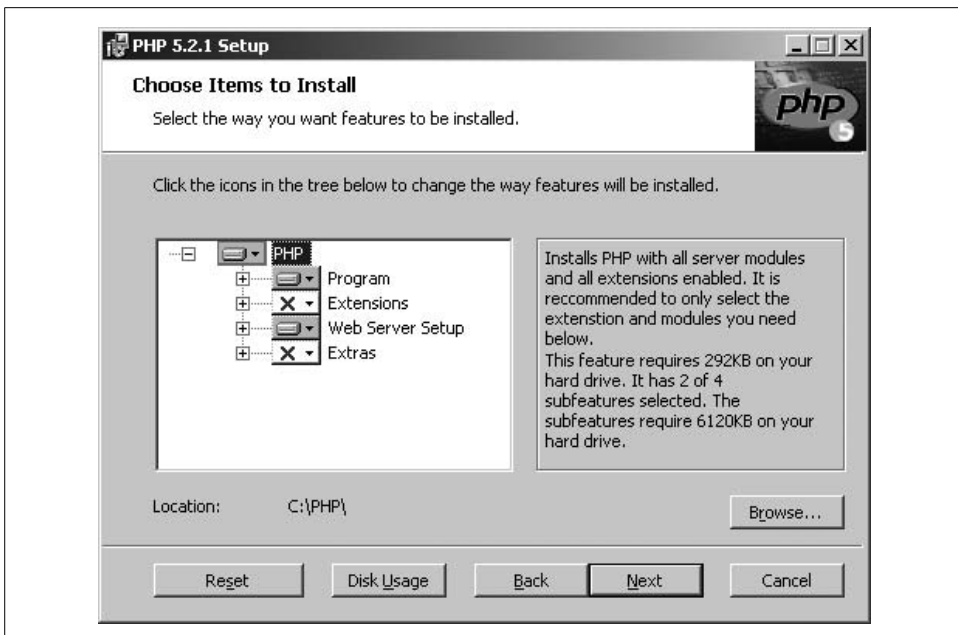 PHP 5.2.1 Setup
Choose Items to Install
Select the way you want features to be installed.
php
5
Click the icons in the tree below to change the way features will be installed.
PHP
Program
Extensions
Web Server Setup
Extras
Installs PHP with all server modules
and all extensions enabled. It is
reccommended to only select the
extenstion and modules you need
below.
This feature requires 292KB on your
hard drive. It has 2 of 4
subfeatures selected. The
subfeatures require 6120KB on your
hard drive.
Location: C:\PHP\
Browse...
Reset Disk Usage Back Next Cancel